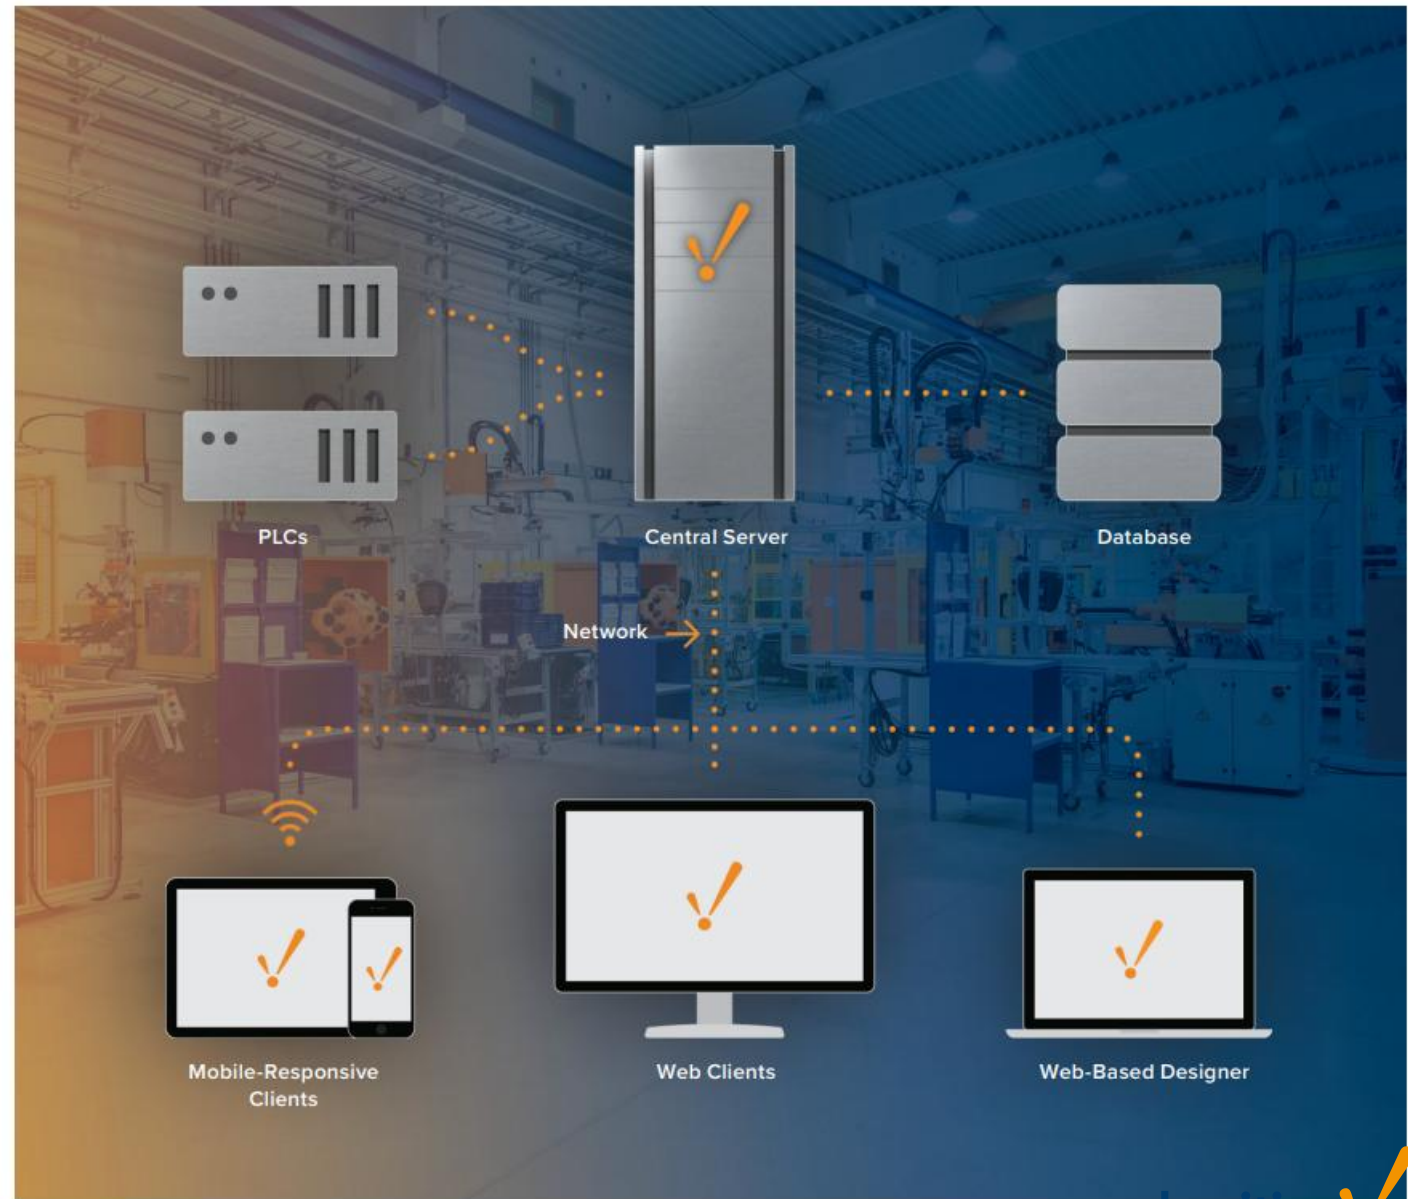 PLCs
Central Server
Database
Network
Mobile-Responsive
Clients
Web Clients
Web-Based Designer